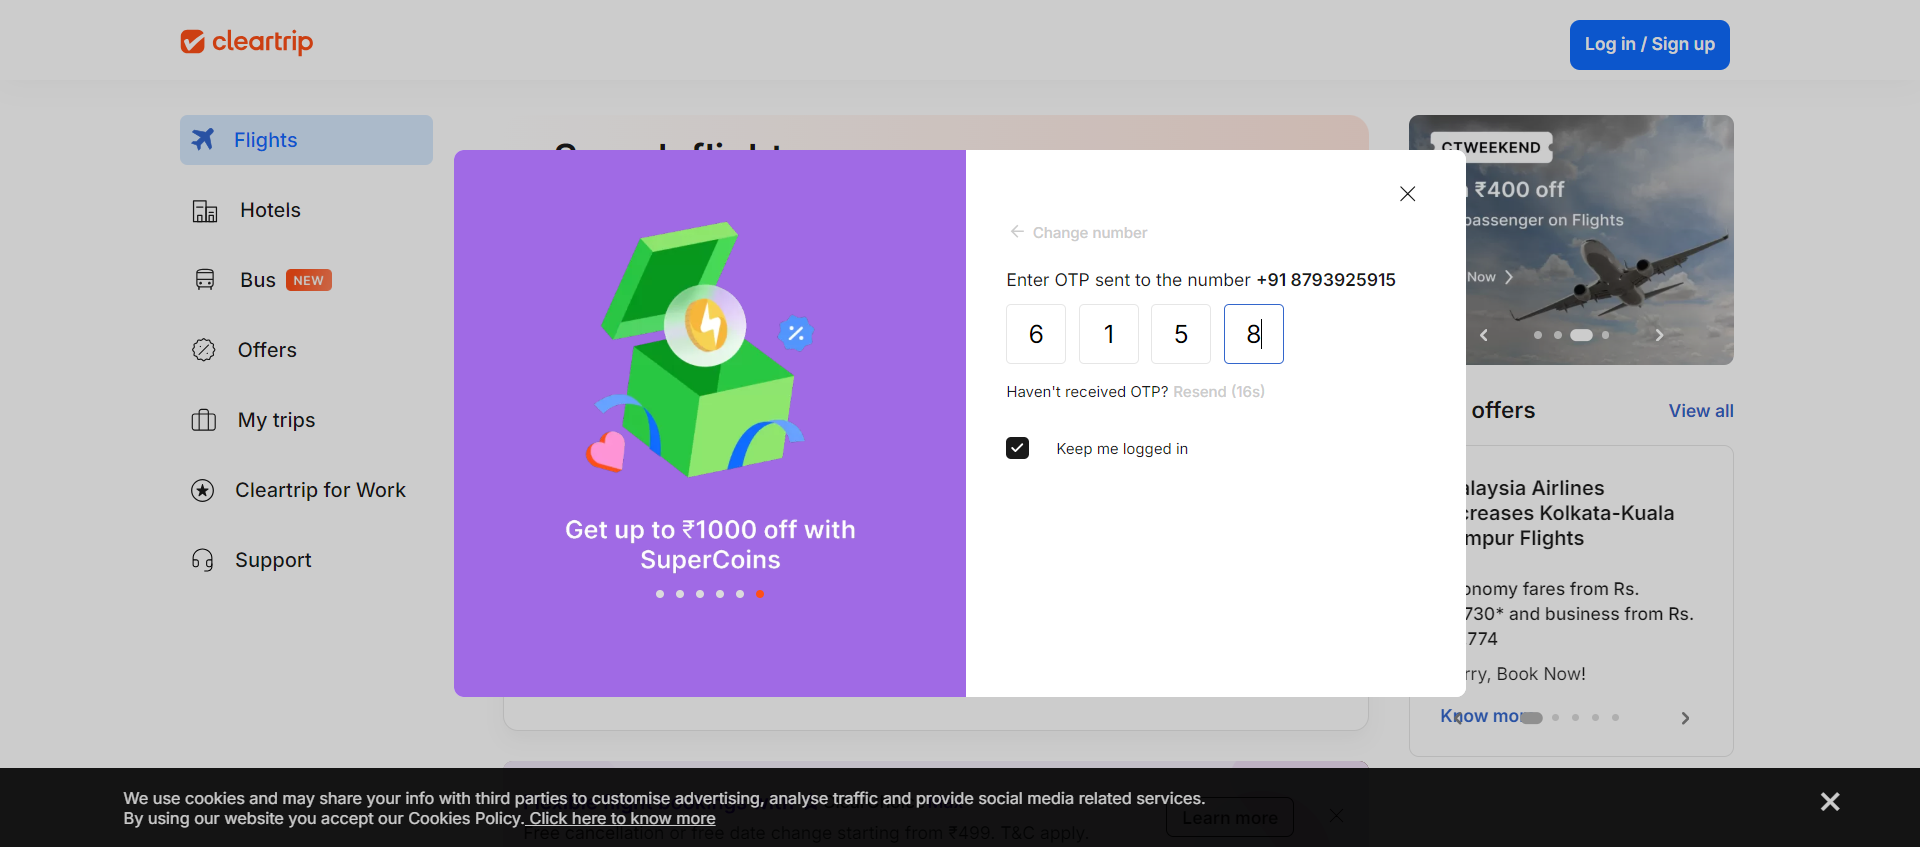 cleartrip
Log in / Sign up
Flights
Hotels
Bus NEW
Offers
My trips
Cleartrip for Work
Support
Get up to ₹1000 off with
SuperCoins
Change number
Enter OTP sent to the number +91 8793925915
6 1 5 8
Haven't received OTP? Resend (16s)
Keep me logged in
CTWEEKEND
₹400 off
passenger on Flights
Now
offers
View all
Airlines
Kolkata-Kuala
Flights
fares from Rs.
730* and business from Rs.
774
Book Now!
Know
We use cookies and may share your info with third parties to customise advertising, analyse traffic and provide social media related services.
By using our website you accept our Cookies Policy. Click here to know more
Free cancellation or free date change starting from ₹499. T&C apply.
Learn more